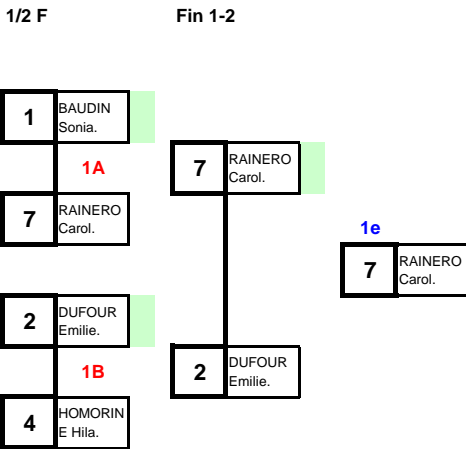 1/2 F
Fin 1-2
1
BAUDIN
Sonia.
1A
7
RAINERO
Carol.
2
DUFOUR
Emilie.
1B
4
HOMORIN
E Hila.
7
RAINERO
Carol.
2
DUFOUR
Emilie.
1e
7
RAINERO
Carol.